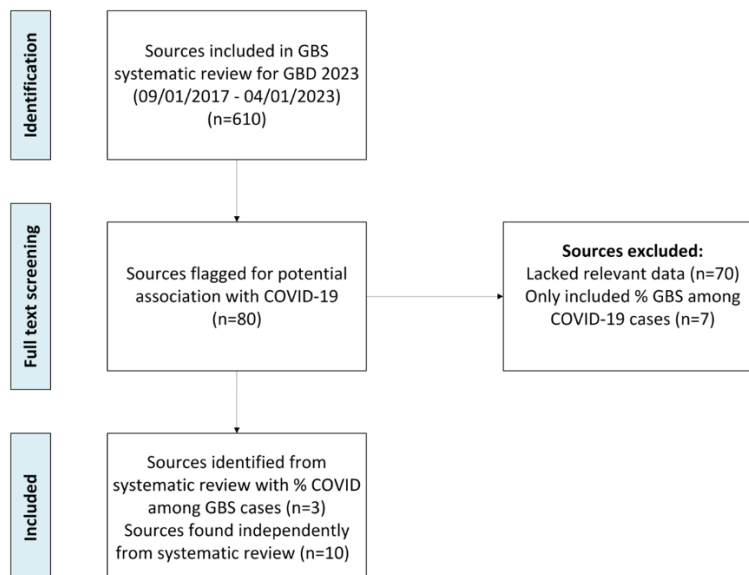 Identification
Sources included in GBS
systematic review for GBD 2023
(09/01/2017 - 04/01/2023)
(n=610)
Full text screening
Sources flagged for potential
association with COVID-19
(n=80)
Sources excluded:
Lacked relevant data (n=70)
Only included % GBS among
COVID-19 cases (n=7)
Included
Sources identified from
systematic review with % COVID
among GBS cases (n=3)
Sources found independently
from systematic review (n=10)